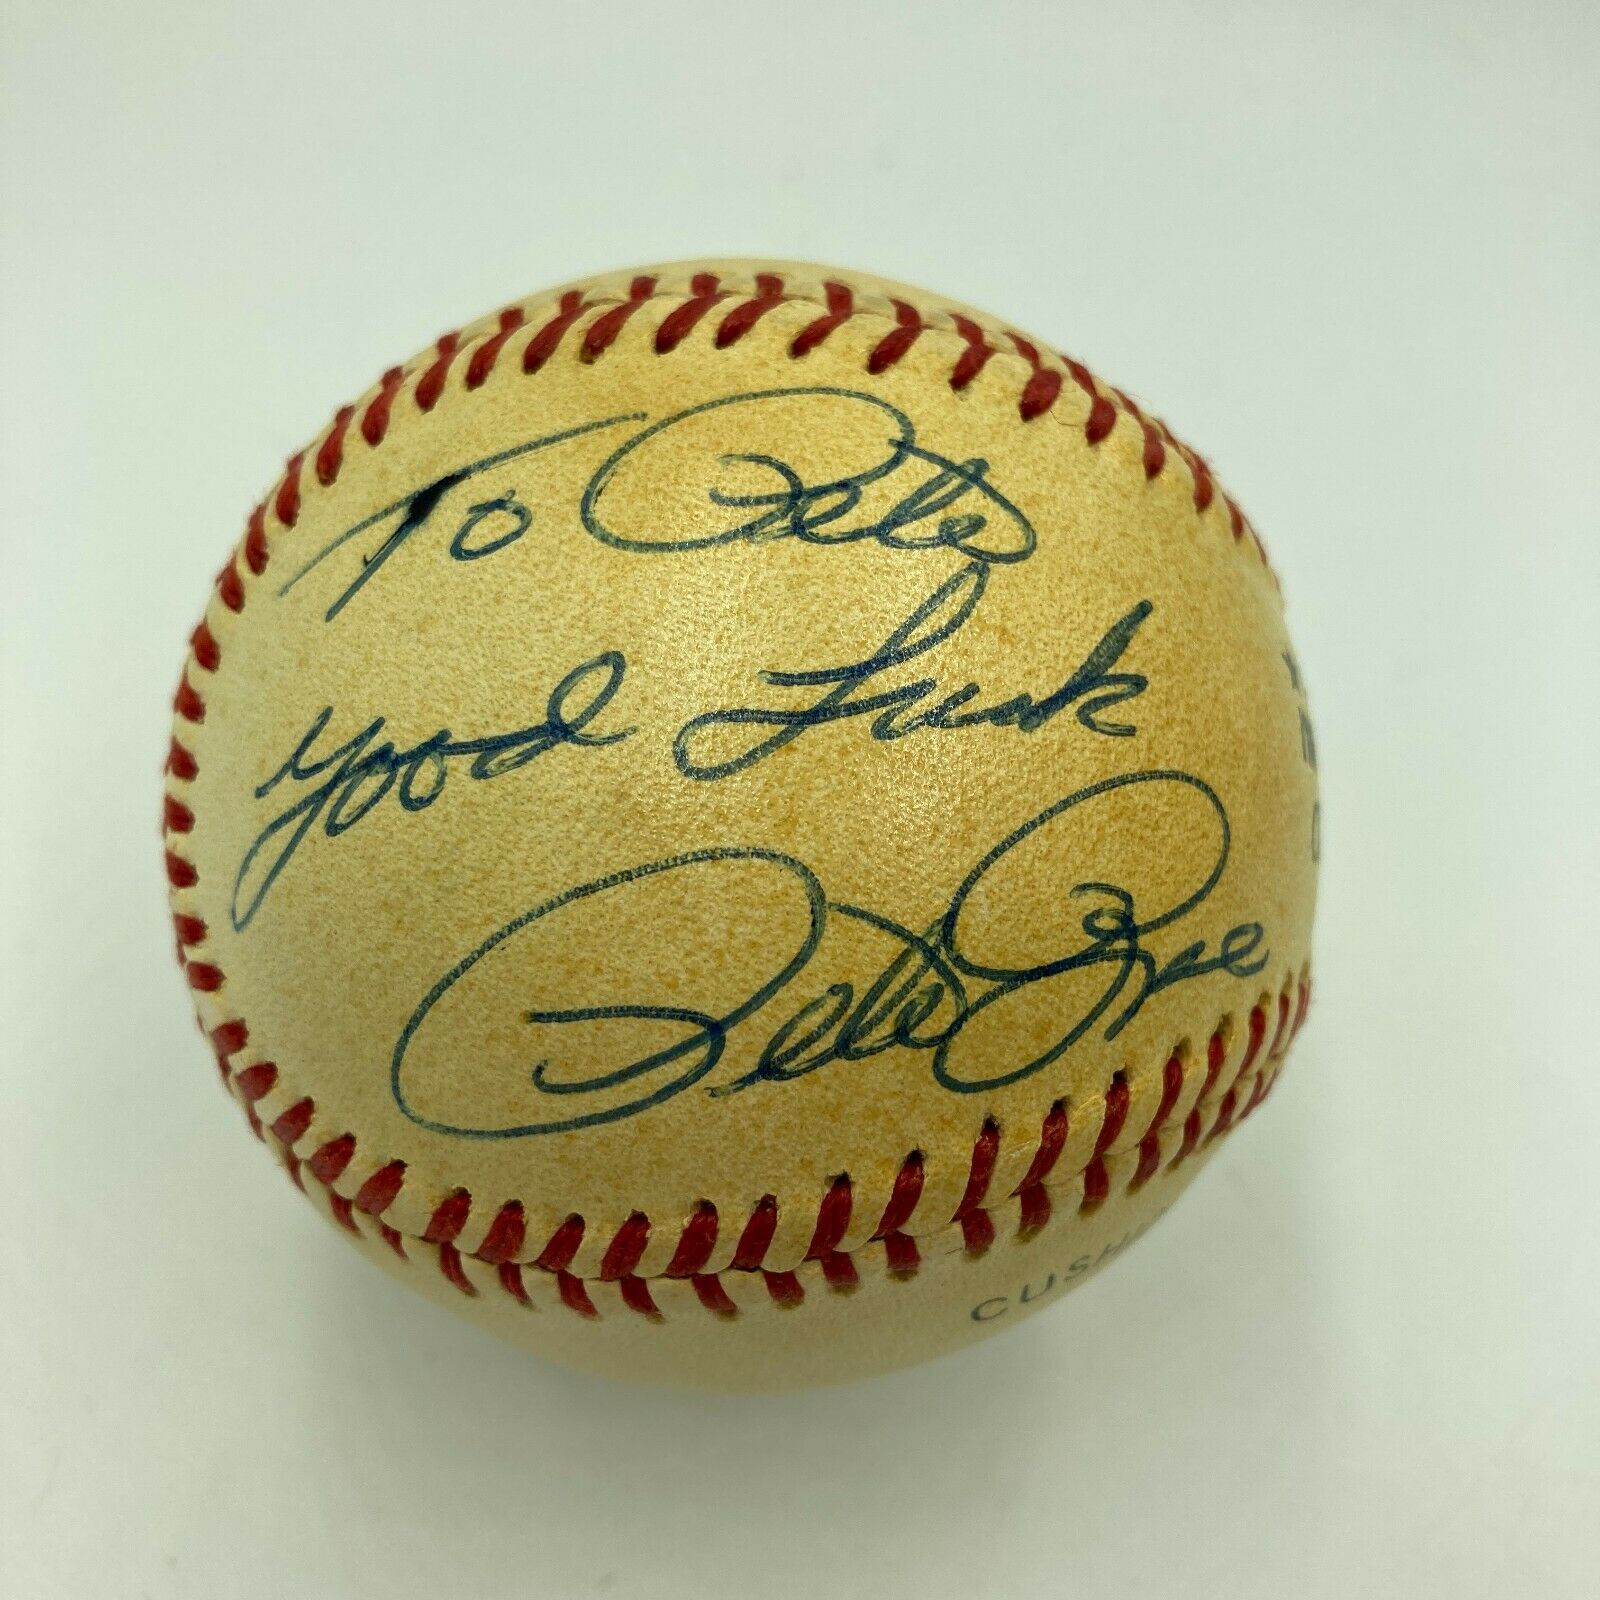 To Pete
good Luck
Pete Rose
CUSH